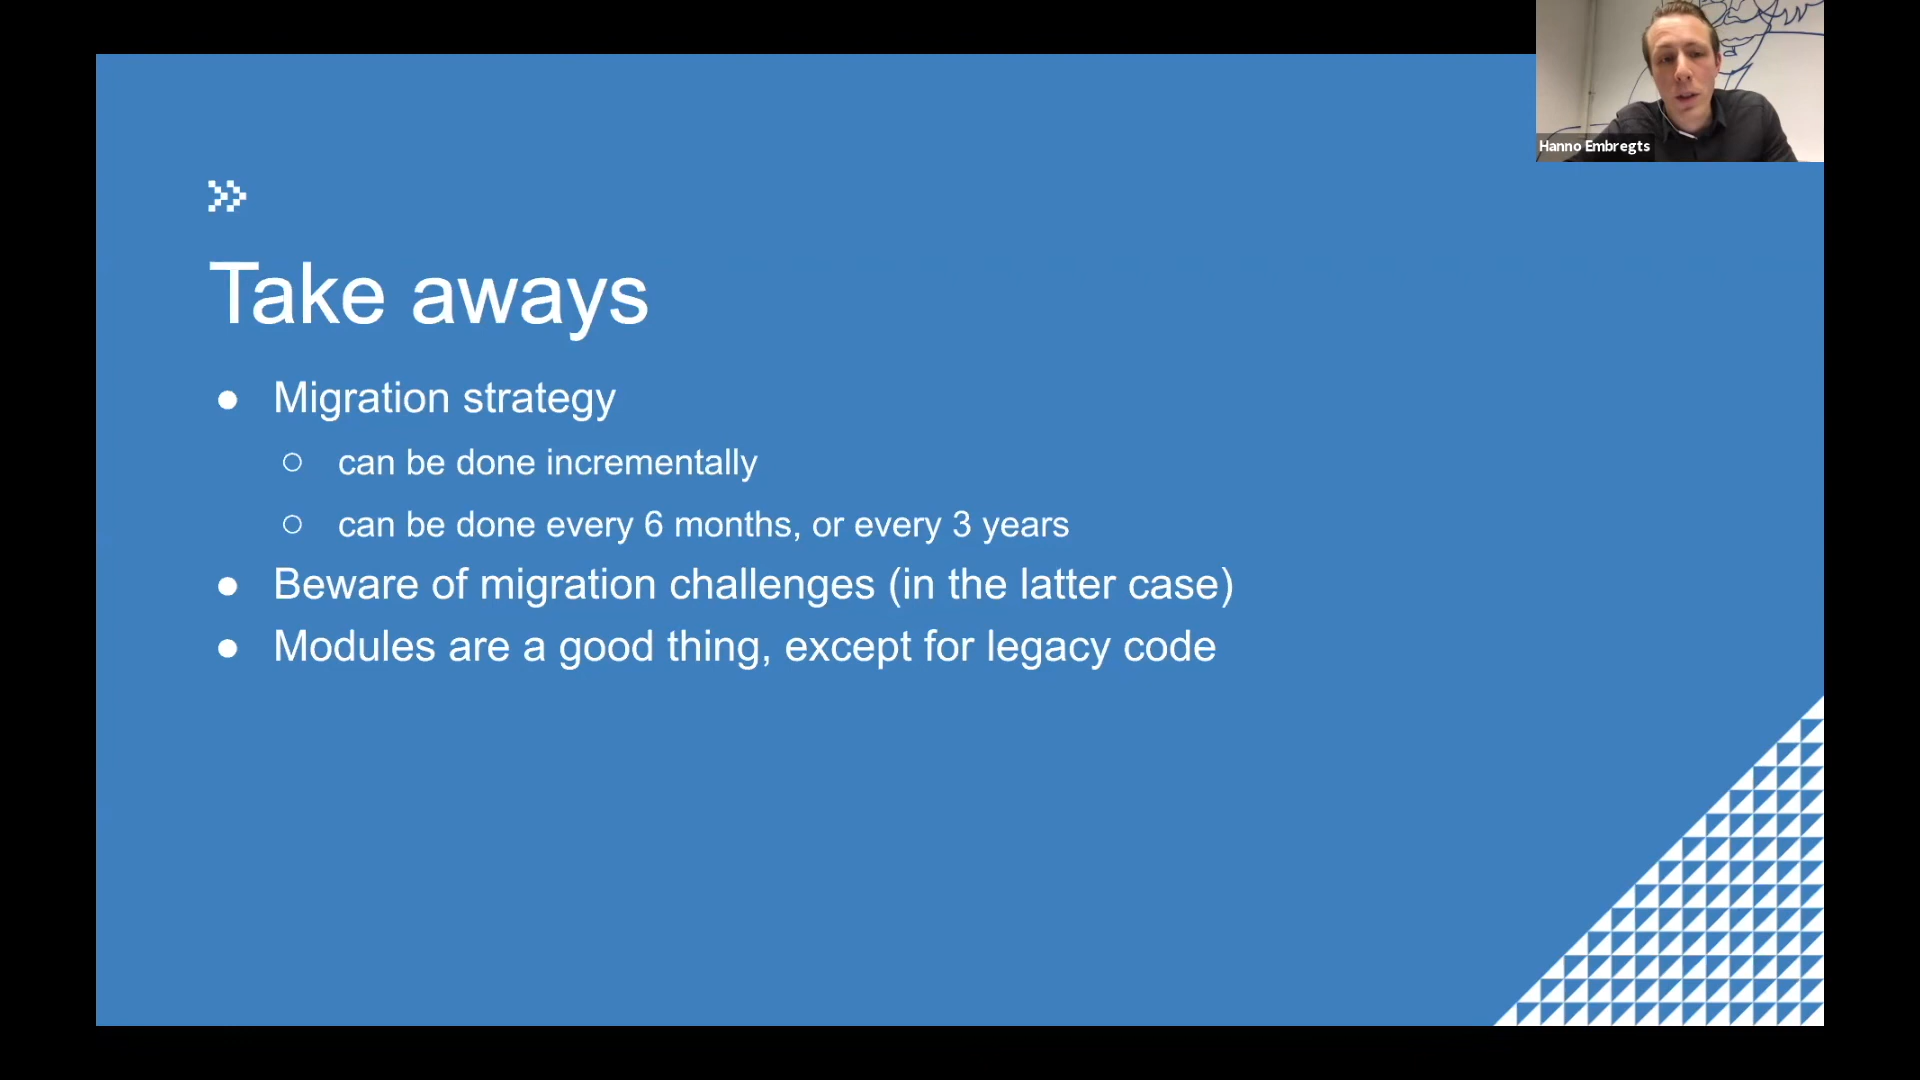 Hanno Embregts
Take aways
● Migration strategy
○ can be done incrementally
○ can be done every 6 months, or every 3 years
● Beware of migration challenges (in the latter case)
● Modules are a good thing, except for legacy code